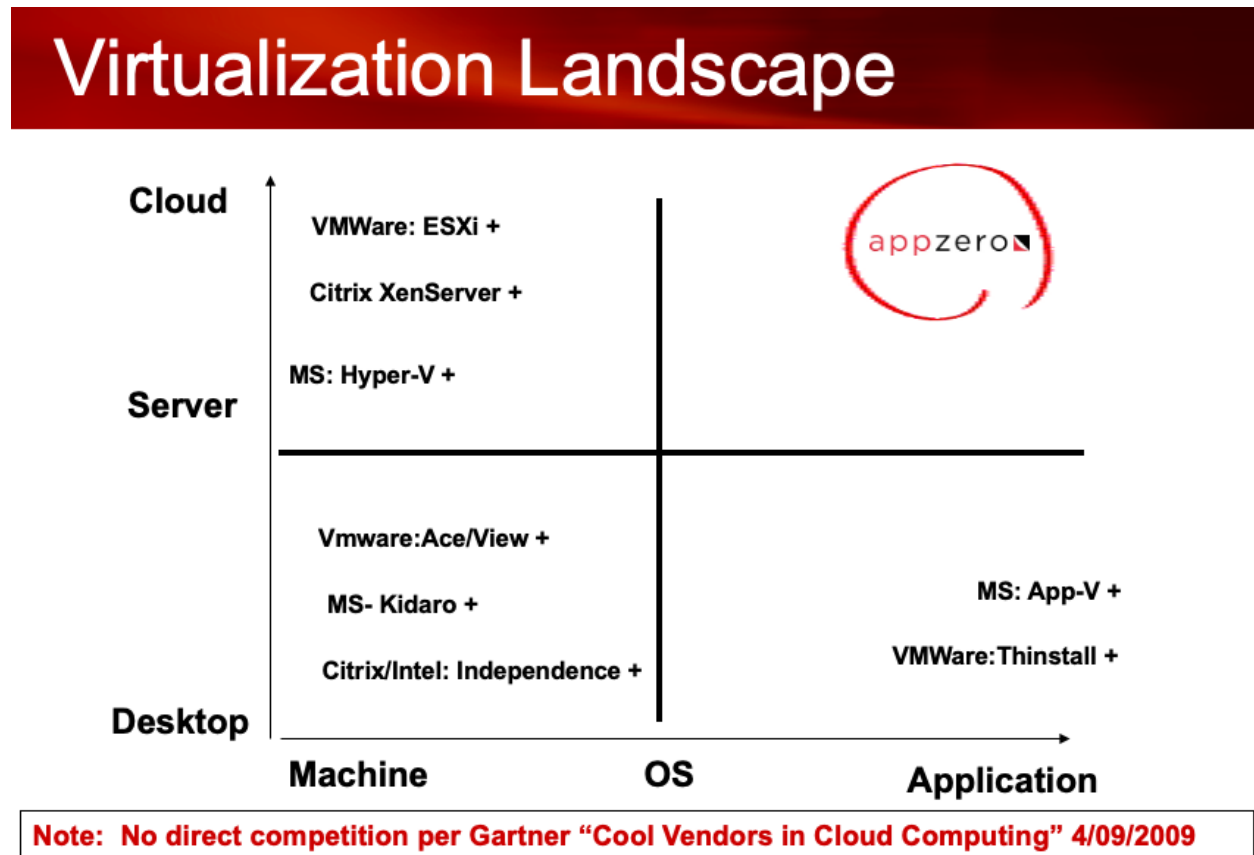 Virtualization Landscape
Cloud
VMWare: ESXi +
appzero
Citrix XenServer +
MS: Hyper-V +
Server
Vmware:Ace/View +
MS: App-V +
MS- Kidaro +
VMWare:Thinstall +
Citrix/Intel: Independence +
Desktop
Machine OS Application
Note: No direct competition per Gartner “Cool Vendors in Cloud Computing” 4/09/2009